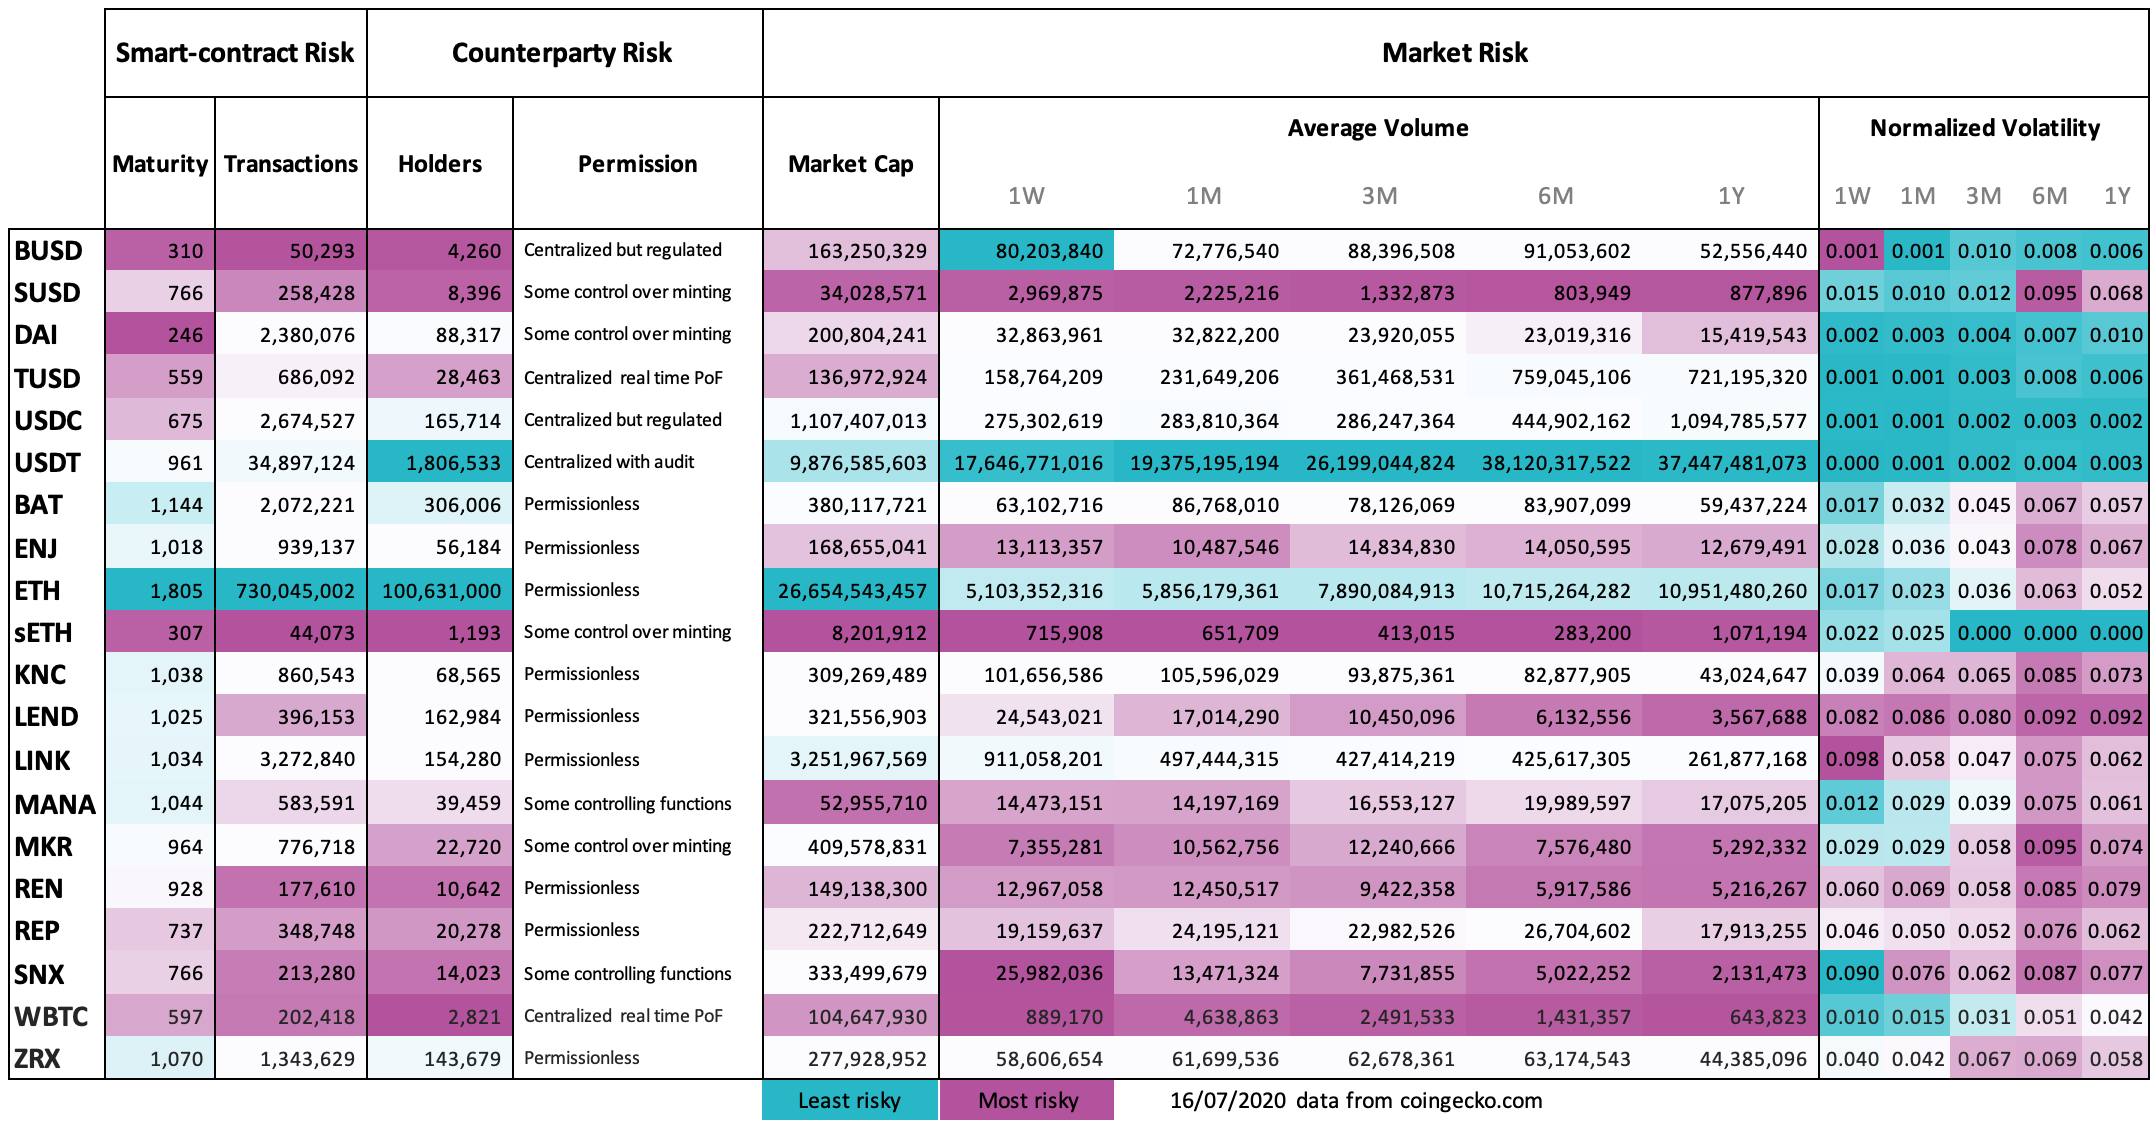 Smart-contract Risk Counterparty Risk Market Risk
Maturity Transactions Holders Permission Market Cap Average Volume Normalized Volatility
1W 1M 3M 6M 1Y 1W 1M 3M 6M 1Y
BUSD 310 50,293 4,260 Centralized but regulated 163,250,329 80,203,840 72,776,540 88,396,508 91,053,602 52,556,440 0.001 0.001 0.010 0.008 0.006
SUSD 766 258,428 8,396 Some control over minting 34,028,571 2,969,875 2,225,216 1,332,873 803,949 877,896 0.015 0.010 0.012 0.095 0.068
DAI 246 2,380,076 88,317 Some control over minting 200,804,241 32,863,961 32,822,200 23,920,055 23,019,316 15,419,543 0.002 0.003 0.004 0.007 0.010
TUSD 559 686,092 28,463 Centralized real time PoF 136,972,924 158,764,209 231,649,206 361,468,531 759,045,106 721,195,320 0.001 0.001 0.003 0.008 0.006
USDC 675 2,674,527 165,714 Centralized but regulated 1,107,407,013 275,302,619 283,810,364 286,247,364 444,902,162 1,094,785,577 0.001 0.001 0.002 0.003 0.002
USDT 961 34,897,124 1,806,533 Centralized with audit 9,876,585,603 17,646,771,016 19,375,195,194 26,199,044,824 38,120,317,522 37,447,481,073 0.000 0.001 0.002 0.004 0.003
BAT 1,144 2,072,221 306,006 Permissionless 380,117,721 63,102,716 86,768,010 78,126,069 83,907,099 59,437,224 0.017 0.032 0.045 0.067 0.057
ENJ 1,018 939,137 56,184 Permissionless 168,655,041 13,113,357 10,487,546 14,834,830 14,050,595 12,679,491 0.028 0.036 0.043 0.078 0.067
ETH 1,805 730,045,002 100,631,000 Permissionless 26,654,543,457 5,103,352,316 5,856,179,361 7,890,084,913 10,715,264,282 10,951,480,260 0.017 0.023 0.036 0.063 0.052
sETH 307 44,073 1,193 Some control over minting 8,201,912 715,908 651,709 413,015 283,200 1,071,194 0.022 0.025 0.000 0.000 0.000
KNC 1,038 860,543 68,565 Permissionless 309,269,489 101,656,586 105,596,029 93,875,361 82,877,905 43,024,647 0.039 0.064 0.065 0.085 0.073
LEND 1,025 396,153 162,984 Permissionless 321,556,903 24,543,021 17,014,290 10,450,096 6,132,556 3,567,688 0.082 0.086 0.080 0.092 0.092
LINK 1,034 3,272,840 154,280 Permissionless 3,251,967,569 911,058,201 497,444,315 427,414,219 425,617,305 261,877,168 0.098 0.058 0.047 0.075 0.062
MANA 1,044 583,591 39,459 Some controlling functions 52,955,710 14,473,151 14,197,169 16,553,127 19,989,597 17,075,205 0.012 0.029 0.039 0.075 0.061
MKR 964 776,718 22,720 Some control over minting 409,578,831 7,355,281 10,562,756 12,240,666 7,576,480 5,292,332 0.029 0.029 0.058 0.095 0.074
REN 928 177,610 10,642 Permissionless 149,138,300 12,967,058 12,450,517 9,422,358 5,917,586 5,216,267 0.060 0.069 0.058 0.085 0.079
REP 737 348,748 20,278 Permissionless 222,712,649 19,159,637 24,195,121 22,982,526 26,704,602 17,913,255 0.046 0.050 0.052 0.076 0.062
SNX 766 213,280 14,023 Some controlling functions 333,499,679 25,982,036 13,471,324 7,731,855 5,022,252 2,131,473 0.090 0.076 0.062 0.087 0.077
WBTC 597 202,418 2,821 Centralized real time PoF 104,647,930 889,170 4,638,863 2,491,533 1,431,357 643,823 0.010 0.015 0.031 0.051 0.042
ZRX 1,070 1,343,629 143,679 Permissionless 277,928,952 58,606,654 61,699,536 62,678,361 63,174,543 44,385,096 0.040 0.042 0.067 0.069 0.058
Least risky Most risky 16/07/2020 data from coingecko.com